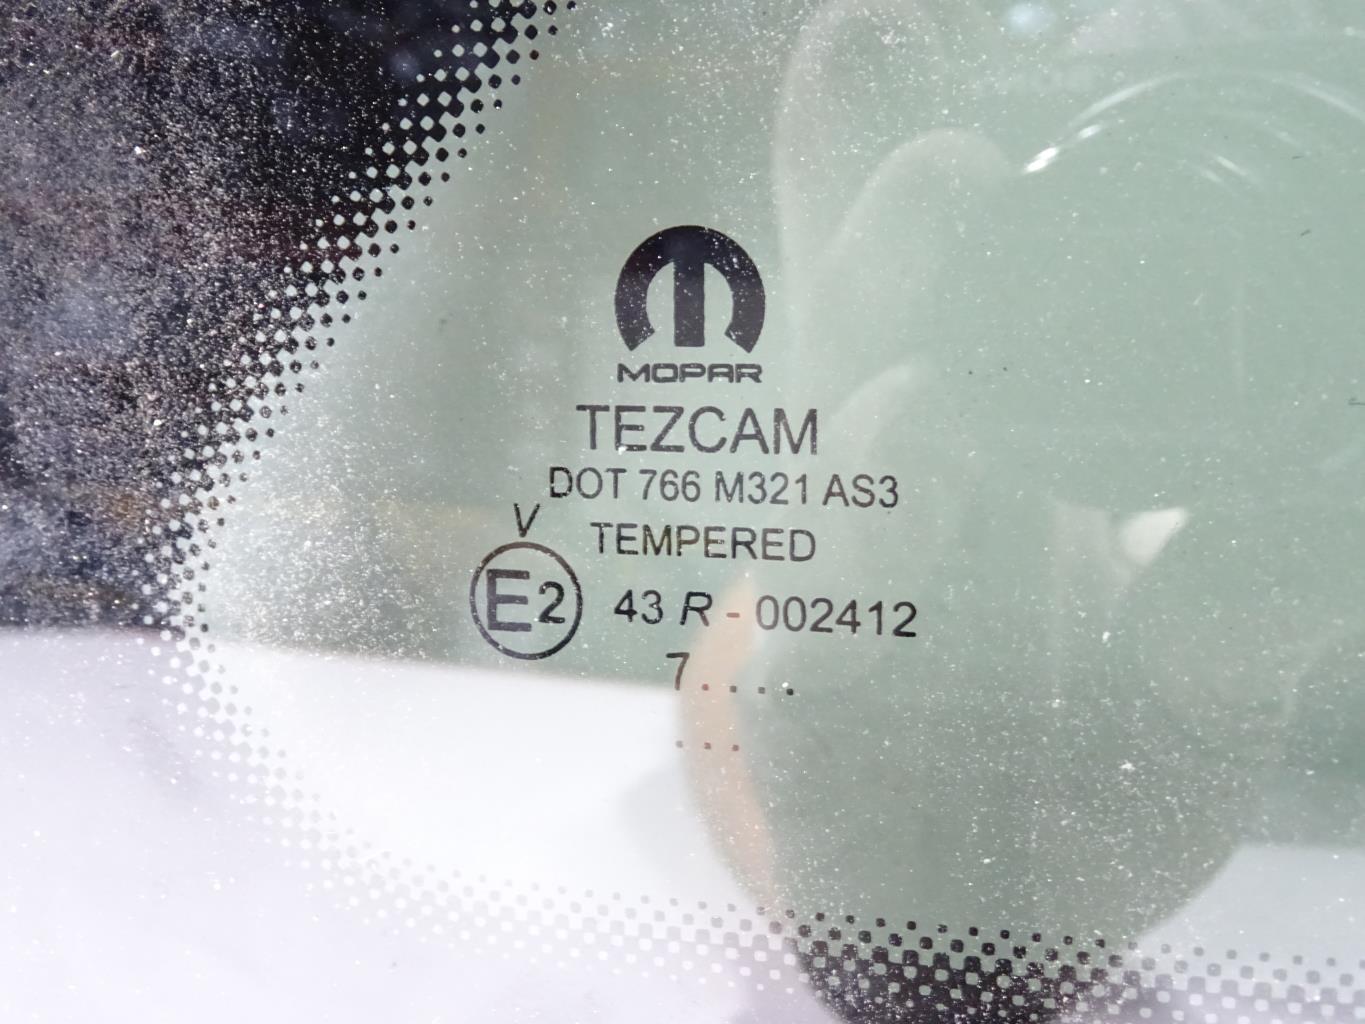 MOPAR
TEZCAM
DOT 766 M321 AS3
V
TEMPERED
E2 43 R - 002412
7....
...